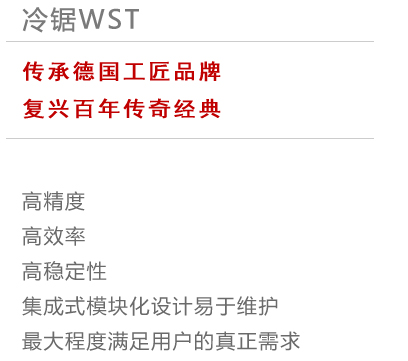 冷锯WST
传承德国工匠品牌
复兴百年传奇经典
高精度
高效率
高稳定性
集成式模块化设计易于维护
最大程度满足用户的真正需求